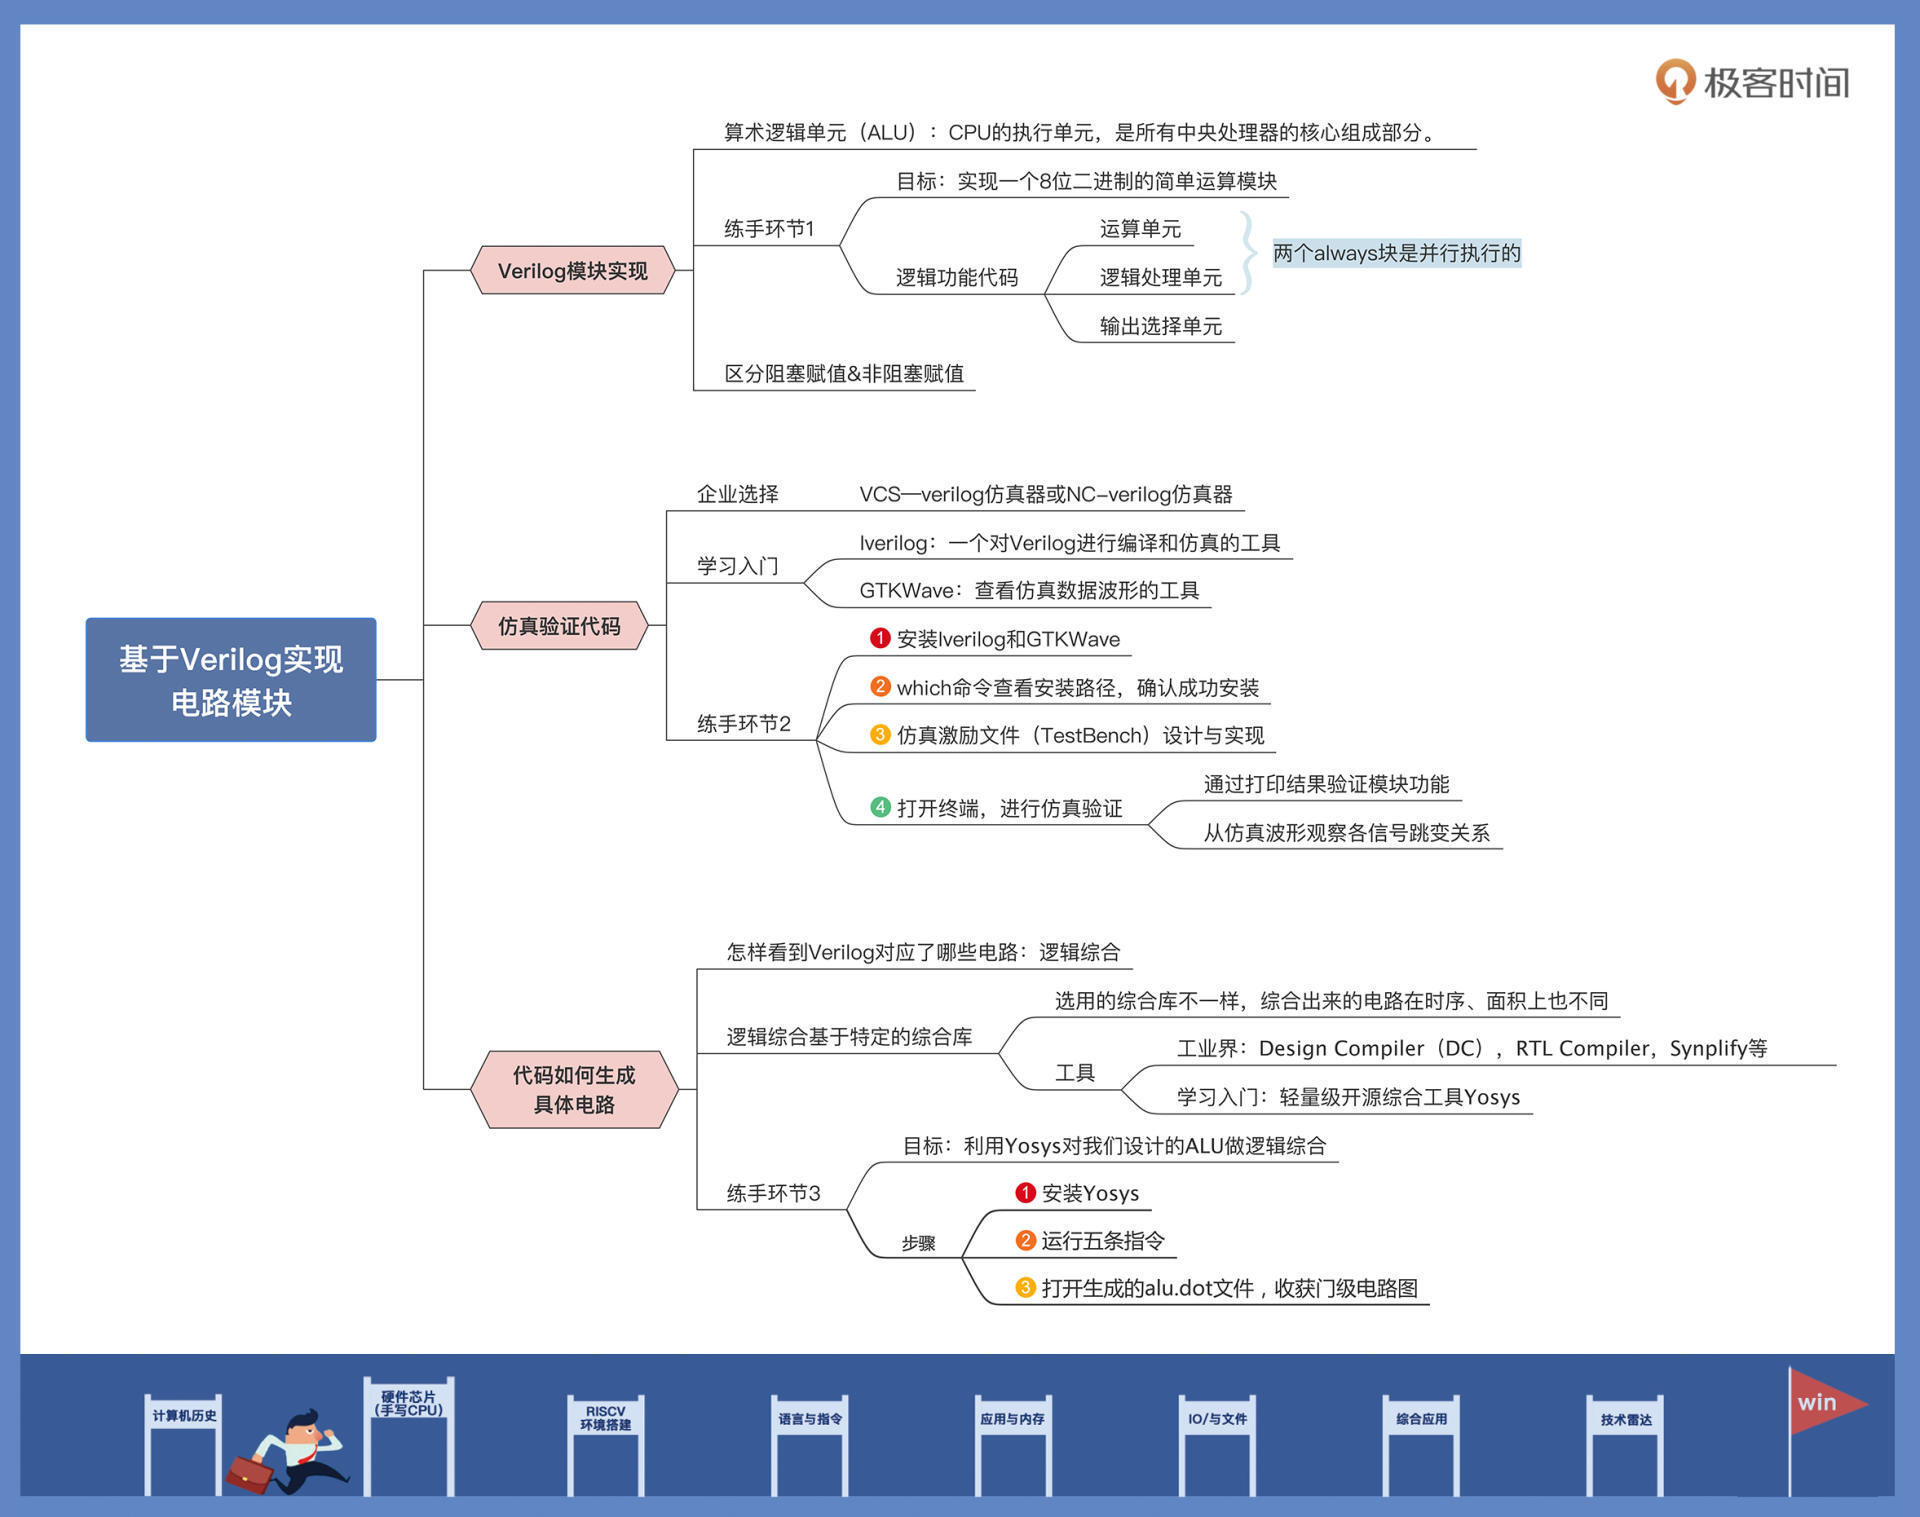 极客时间
基于Verilog实现
电路模块
Verilog模块实现
算术逻辑单元（ALU）：CPU的执行单元，是所有中央处理器的核心组成部分。
练手环节1
目标：实现一个8位二进制的简单运算模块
逻辑功能代码
运算单元
逻辑处理单元
输出选择单元
两个always块是并行执行的
区分阻塞赋值&非阻塞赋值
仿真验证代码
企业选择
VCS—verilog仿真器或NC-verilog仿真器
学习入门
Iverilog：一个对Verilog进行编译和仿真的工具
GTKWave：查看仿真数据波形的工具
练手环节2
1 安装Iverilog和GTKWave
2 which命令查看安装路径，确认成功安装
3 仿真激励文件（TestBench）设计与实现
4 打开终端，进行仿真验证
通过打印结果验证模块功能
从仿真波形观察各信号跳变关系
代码如何生成
具体电路
怎样看到Verilog对应了哪些电路：逻辑综合
逻辑综合基于特定的综合库
选用的综合库不一样，综合出来的电路在时序、面积上也不同
工具
工业界：Design Compiler（DC），RTL Compiler，Synplify等
学习入门：轻量级开源综合工具Yosys
练手环节3
目标：利用Yosys对我们设计的ALU做逻辑综合
步骤
1 安装Yosys
2 运行五条指令
3 打开生成的alu.dot文件，收获门级电路图
计算机历史
硬件芯片
（手写CPU）
RISCV
环境搭建
语言与指令
应用与内存
IO/与文件
综合应用
技术雷达
win